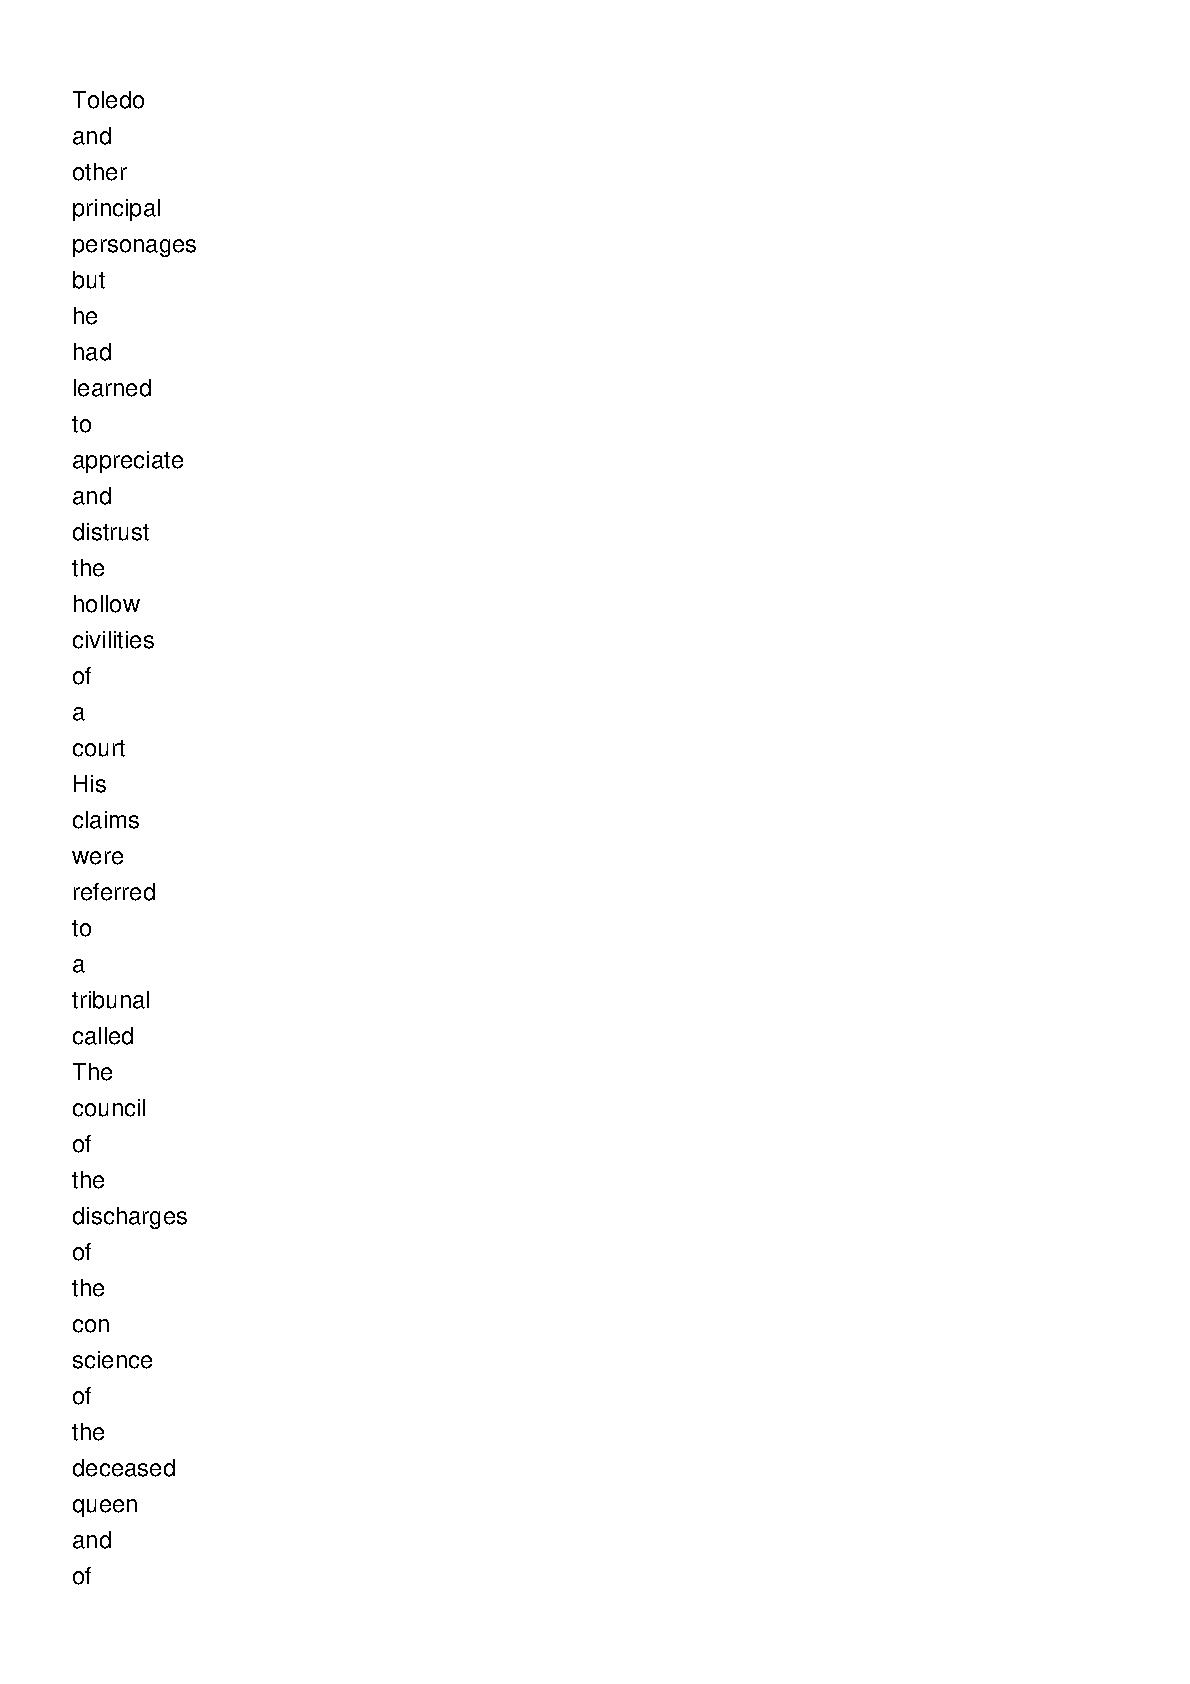 Toledo
and
other
principal
personages
but
he
had
learned
to
appreciate
and
distrust
the
hollow
civilities
of
a
court
His
claims
were
referred
to
a
tribunal
called
The
council
of
the
discharges
of
the
con
science
of
the
deceased
queen
and
of